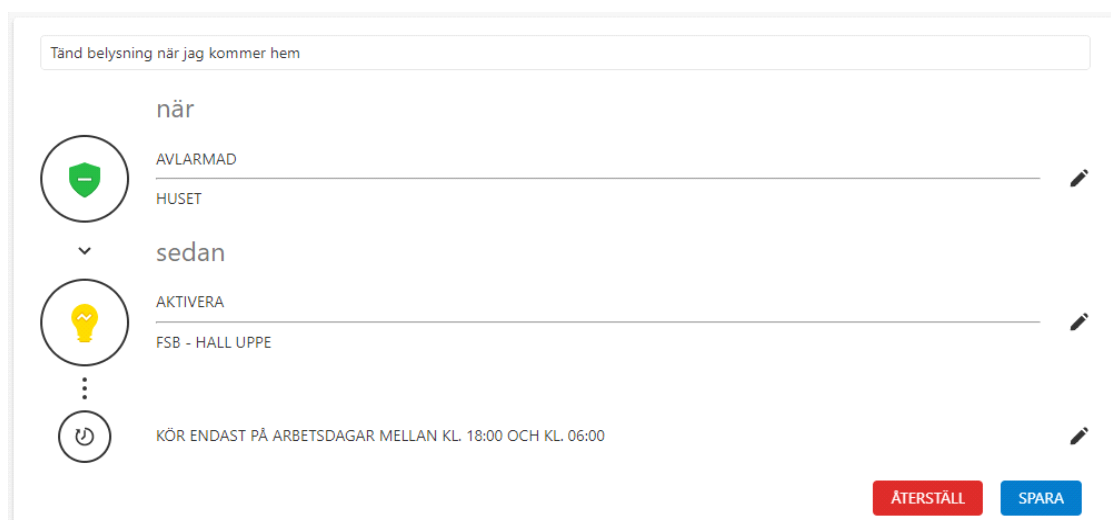 Tänd belysning när jag kommer hem
när
AVLARMAD
HUSET
sedan
AKTIVERA
FSB - HALL UPPE
KÖR ENDAST PÅ ARBETSDAGAR MELLAN KL. 18:00 OCH KL. 06:00
ÅTERSTÄLL SPARA